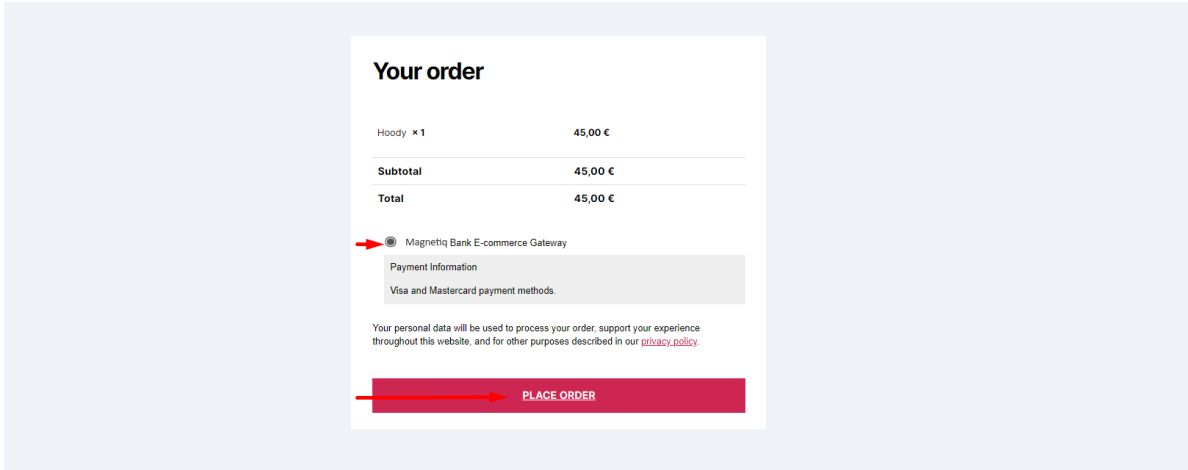 Your order
Hoody × 1 45,00 €
Subtotal 45,00 €
Total 45,00 €
Magnetiq Bank E-commerce Gateway
Payment Information
Visa and Mastercard payment methods.
Your personal data will be used to process your order, support your experience
throughout this website, and for other purposes described in our privacy policy.
PLACE ORDER